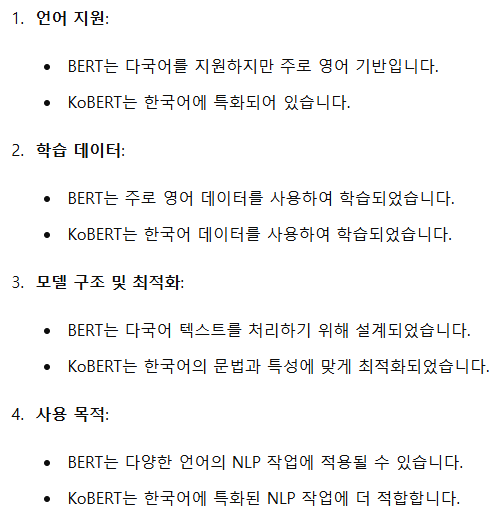 1. 언어 지원:
• BERT는 다국어를 지원하지만 주로 영어 기반입니다.
• KoBERT는 한국어에 특화되어 있습니다.
2. 학습 데이터:
• BERT는 주로 영어 데이터를 사용하여 학습되었습니다.
• KoBERT는 한국어 데이터를 사용하여 학습되었습니다.
3. 모델 구조 및 최적화:
• BERT는 다국어 텍스트를 처리하기 위해 설계되었습니다.
• KoBERT는 한국어의 문법과 특성에 맞게 최적화되었습니다.
4. 사용 목적:
• BERT는 다양한 언어의 NLP 작업에 적용될 수 있습니다.
• KoBERT는 한국어에 특화된 NLP 작업에 더 적합합니다.